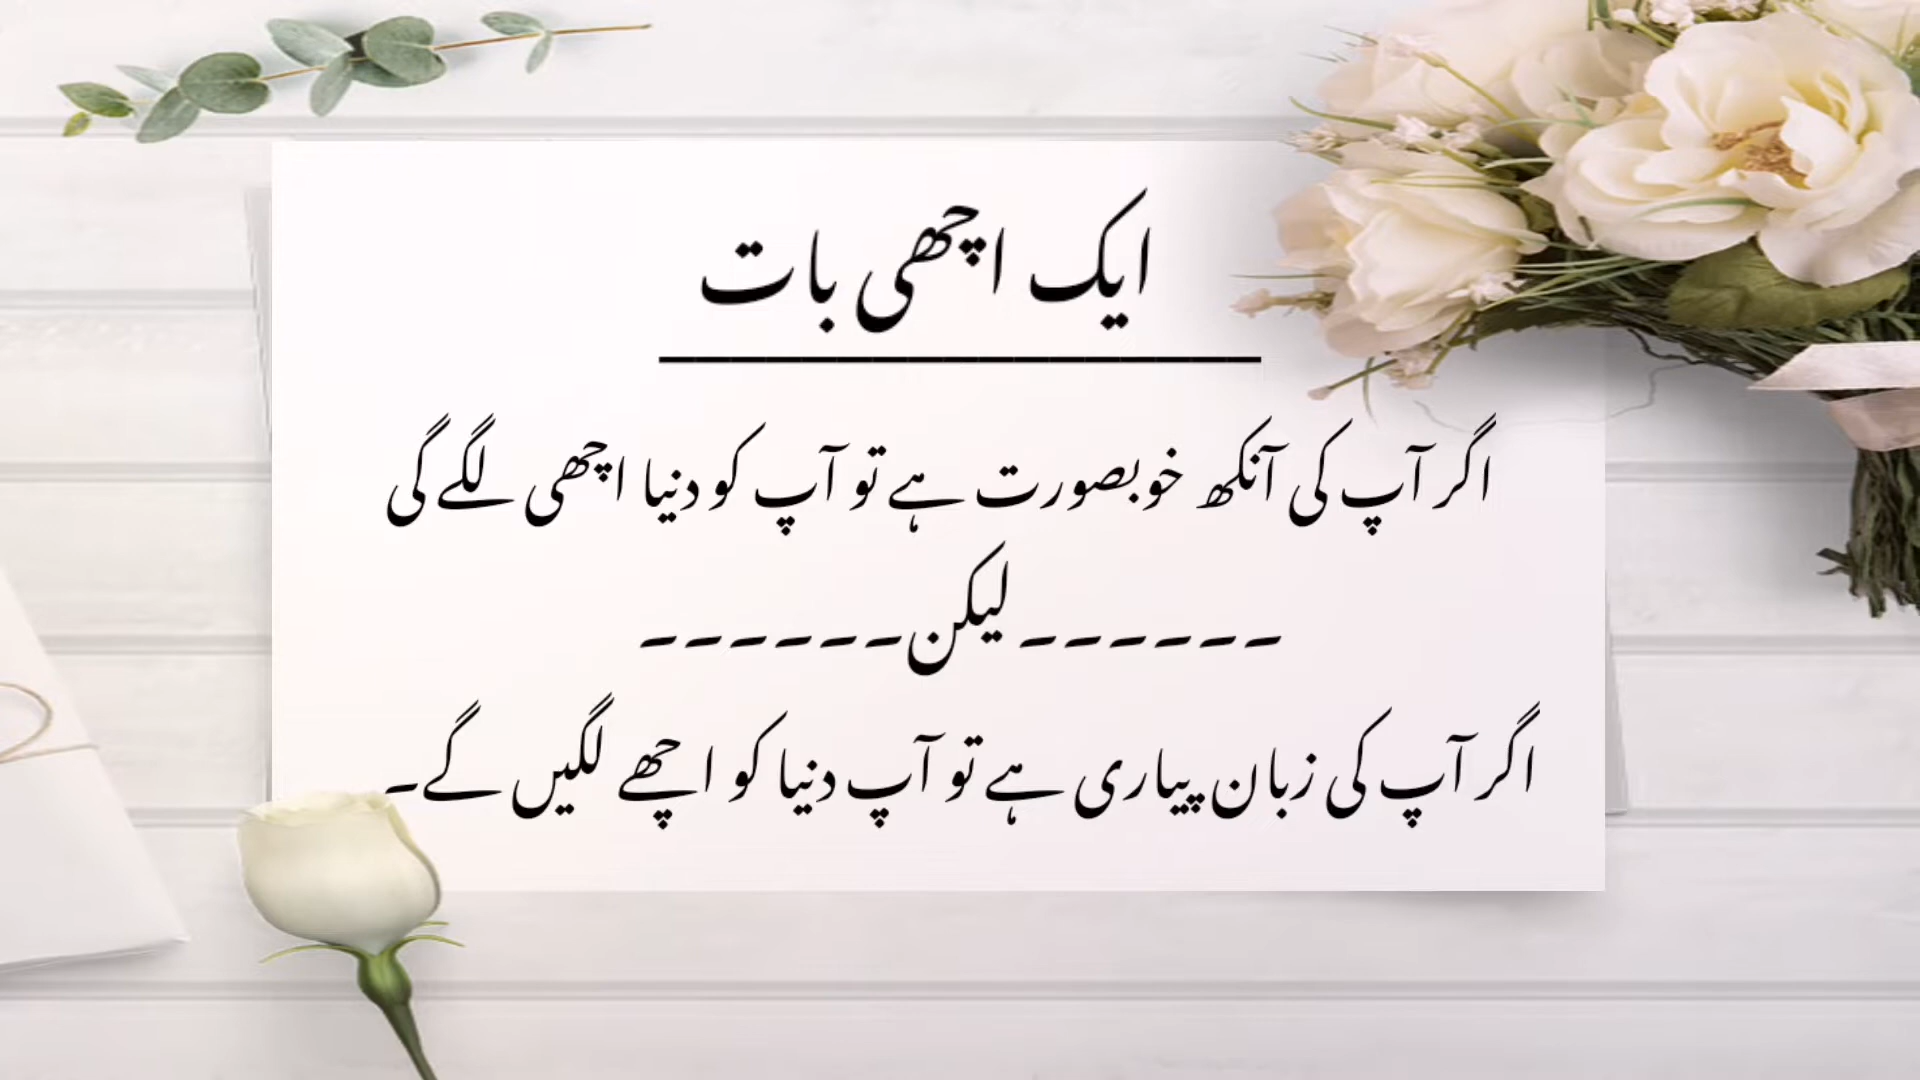 ایک اچھی بات
اگر آپ کی آنکھ خوبصورت ہے تو آپ کو دنیا اچھی لگے گی
۔۔۔۔۔۔ لیکن ۔۔۔۔۔۔
اگر آپ کی زبان پیاری ہے تو آپ دنیا کو اچھے لگیں گے۔